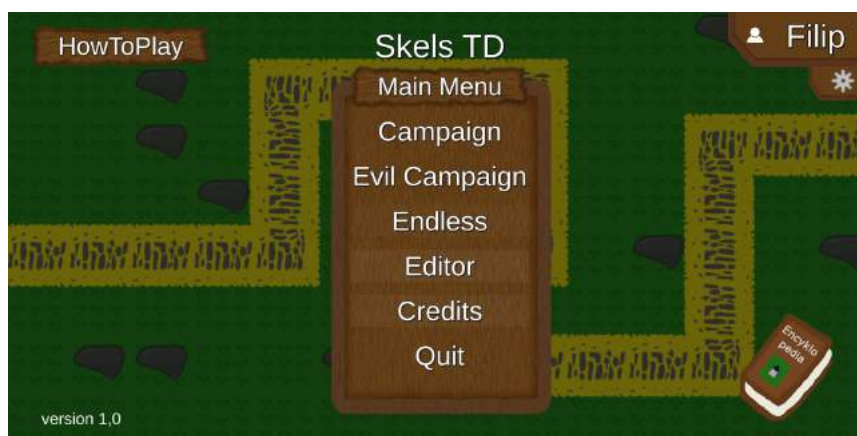 HowToPlay
Skels TD
Filip
Main Menu
Campaign
Evil Campaign
Endless
Editor
Credits
Quit
Encyklo
pedia
version 1,0